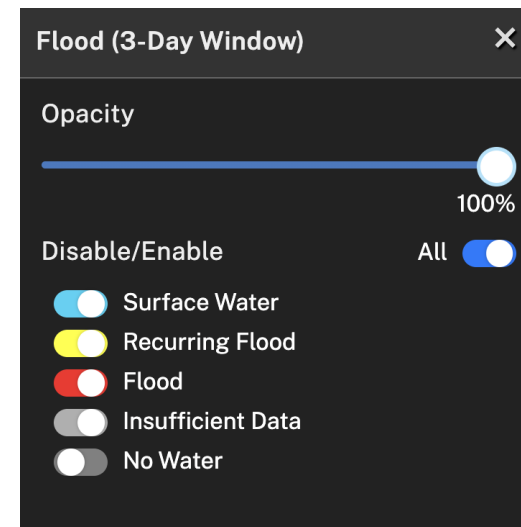 Flood (3-Day Window)
Opacity
100%
Disable/Enable All
Surface Water
Recurring Flood
Flood
Insufficient Data
No Water